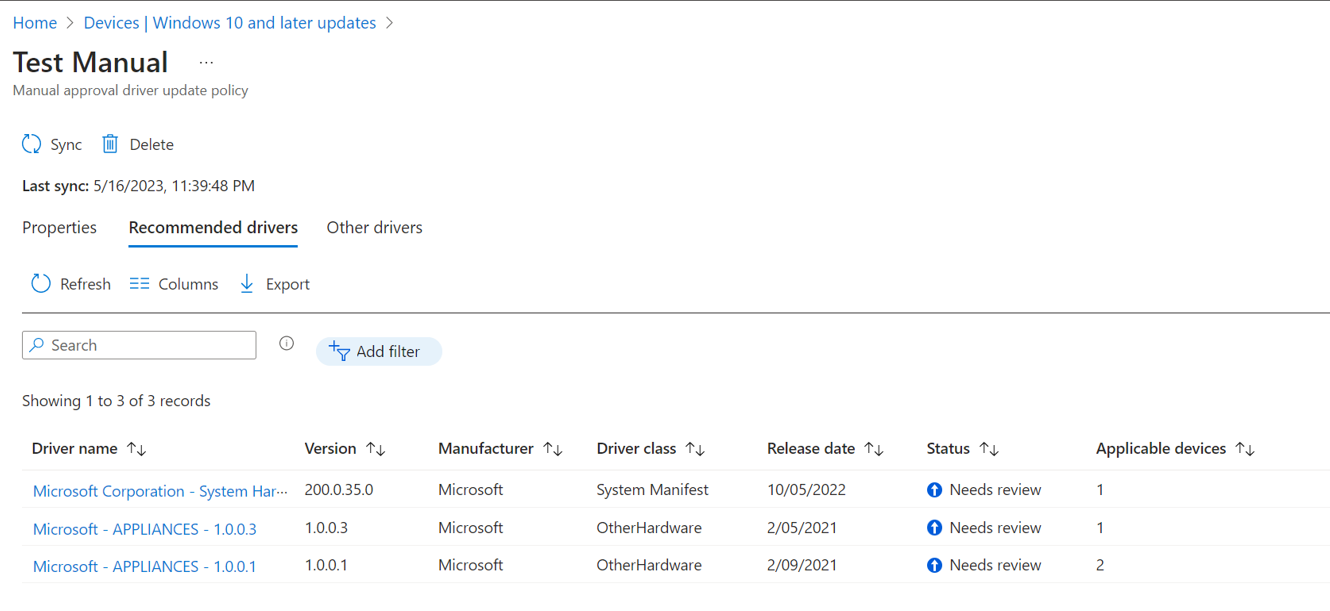 Home > Devices | Windows 10 and later updates >
Test Manual ...
Manual approval driver update policy
Sync Delete
Last sync: 5/16/2023, 11:39:48 PM
Properties Recommended drivers Other drivers
Refresh Columns Export
Search Add filter
Showing 1 to 3 of 3 records
Driver name ↑↓ Version ↑↓ Manufacturer ↑↓ Driver class ↑↓ Release date ↑↓ Status ↑↓ Applicable devices ↑↓
Microsoft Corporation - System Har... 200.0.35.0 Microsoft System Manifest 10/05/2022 Needs review 1
Microsoft - APPLIANCES - 1.0.0.3 1.0.0.3 Microsoft OtherHardware 2/05/2021 Needs review 1
Microsoft - APPLIANCES - 1.0.0.1 1.0.0.1 Microsoft OtherHardware 2/09/2021 Needs review 2